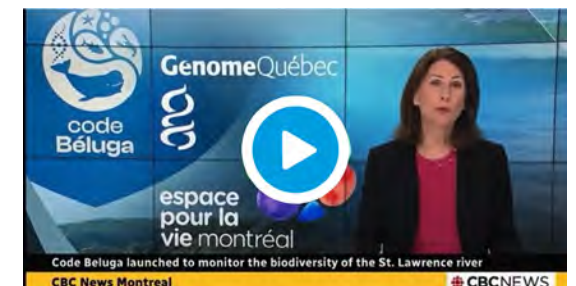 code
Béluga
GenomeQuébec
espace
pour la
vie montréal
Code Beluga launched to monitor the biodiversity of the St. Lawrence river
CBC News Montreal
CBCNEWS